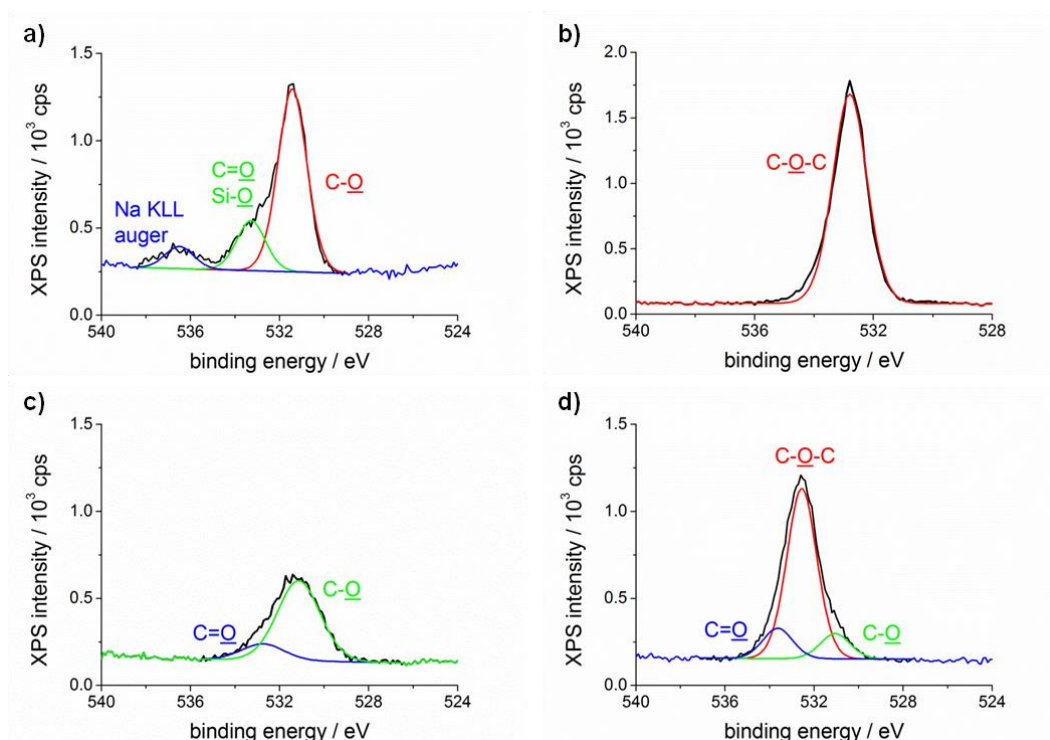 a)
1.5
1.0
0.5
0.0
XPS intensity / 10³ cps
C=O
Si-O
C-O
Na KLL
auger
540 536 532 528 524
binding energy / eV
b)
2.0
1.5
1.0
0.5
0.0
XPS intensity / 10³ cps
C-O-C
540 536 532 528
binding energy / eV
c)
1.5
1.0
0.5
0.0
XPS intensity / 10³ cps
C-O
C=O
540 536 532 528 524
binding energy / eV
d)
1.5
1.0
0.5
0.0
XPS intensity / 10³ cps
C-O-C
C=O
C-O
540 536 532 528 524
binding energy / eV